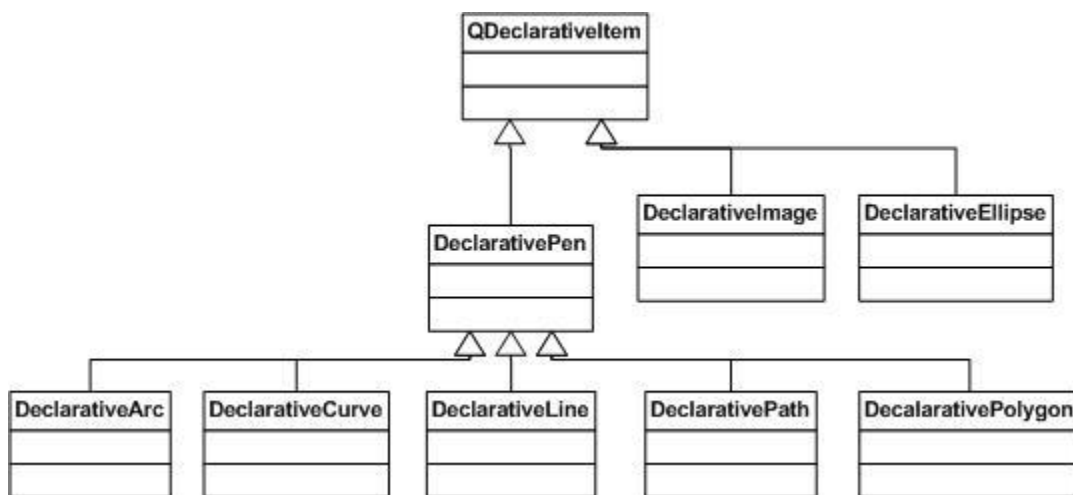 QDeclarativeItem
DeclarativeImage
DeclarativeEllipse
DeclarativePen
DeclarativeArc
DeclarativeCurve
DeclarativeLine
DeclarativePath
DecalarativePolygon